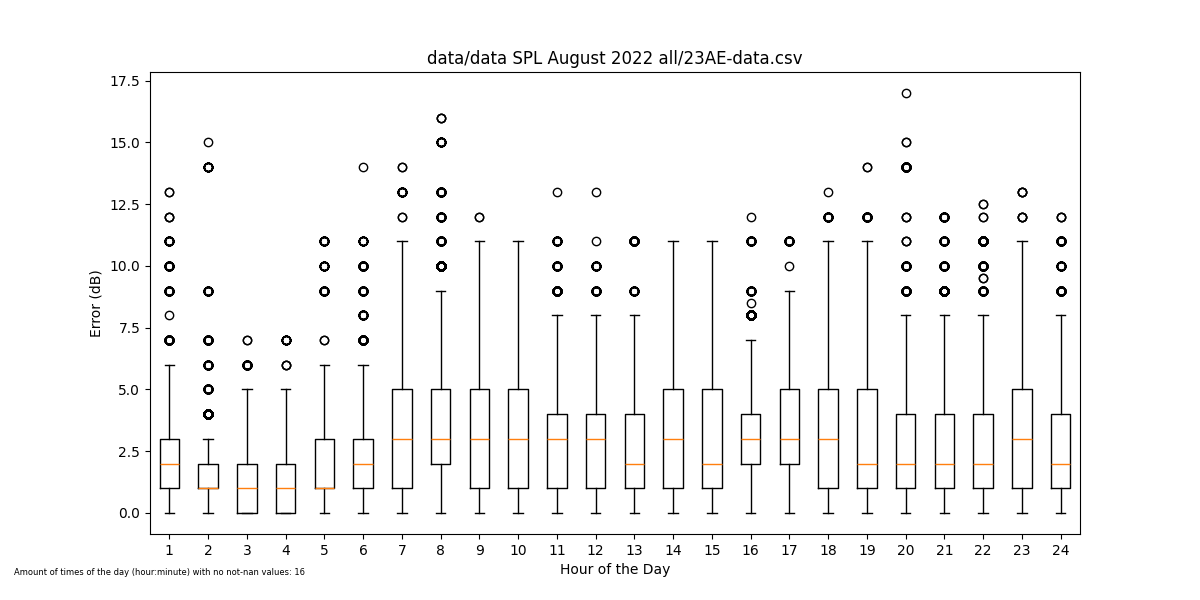 data/data SPL August 2022 all/23AE-data.csv
17.5
15.0
12.5
10.0
7.5
5.0
2.5
0.0
Error (dB)
1 2 3 4 5 6 7 8 9 10 11 12 13 14 15 16 17 18 19 20 21 22 23 24
Hour of the Day
Amount of times of the day (hour:minute) with no not-nan values: 16